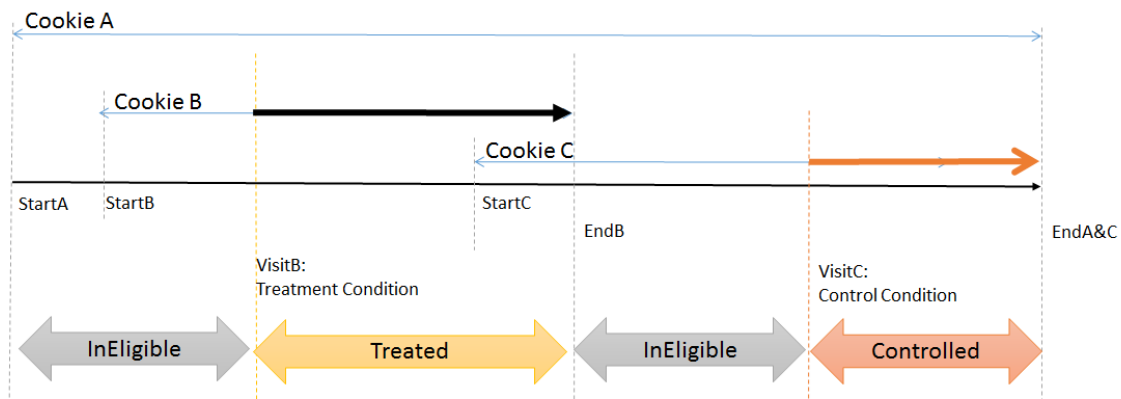 Cookie A
Cookie B
Cookie C
StartA
StartB
StartC
EndB
EndA&C
VisitB:
Treatment Condition
VisitC:
Control Condition
InEligible
Treated
InEligible
Controlled